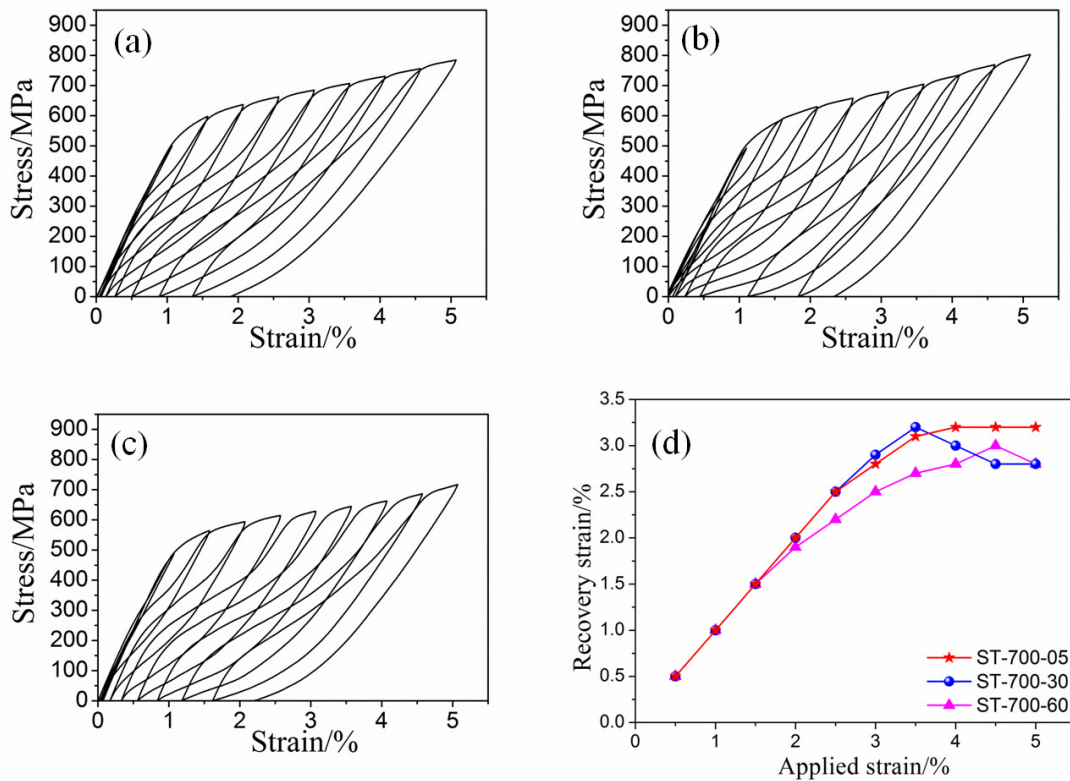 (a)
900
800
700
600
500
400
300
200
100
0
0 1 2 3 4 5
Stress/MPa
Strain/%
(b)
900
800
700
600
500
400
300
200
100
0
0 1 2 3 4 5
Stress/MPa
Strain/%
(c)
900
800
700
600
500
400
300
200
100
0
0 1 2 3 4 5
Stress/MPa
Strain/%
(d)
3.5
3.0
2.5
2.0
1.5
1.0
0.5
0.0
0 1 2 3 4 5
Recovery strain/%
Applied strain/%
ST-700-05
ST-700-30
ST-700-60